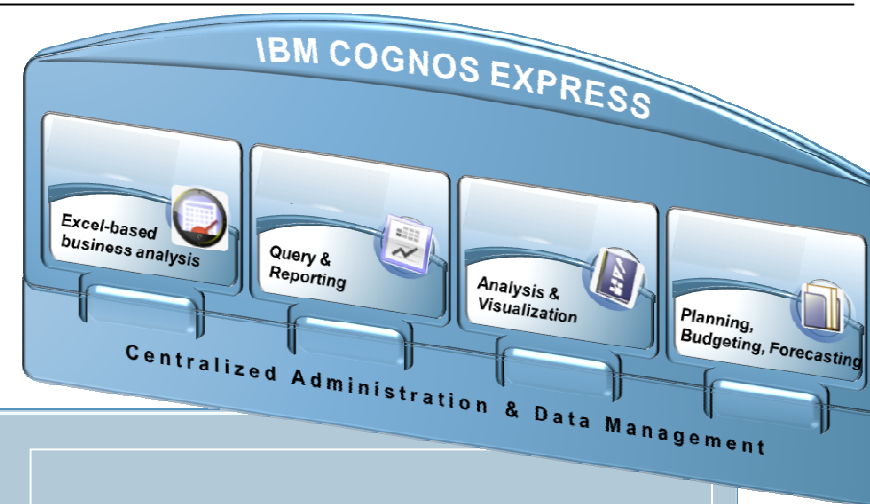 IBM COGNOS EXPRESS
Excel-based
business analysis
Query &
Reporting
Analysis &
Visualization
Planning,
Budgeting, Forecasting
Centralized Administration & Data Management